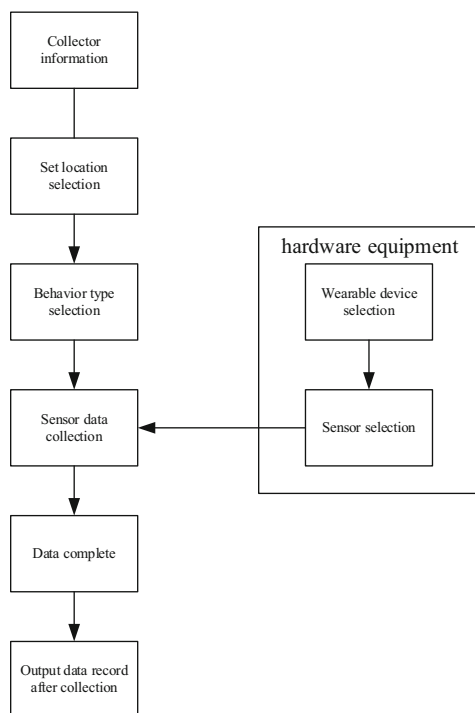 Collector
information
Set location
selection
Behavior type
selection
Sensor data
collection
Data complete
Output data record
after collection
hardware equipment
Wearable device
selection
Sensor selection